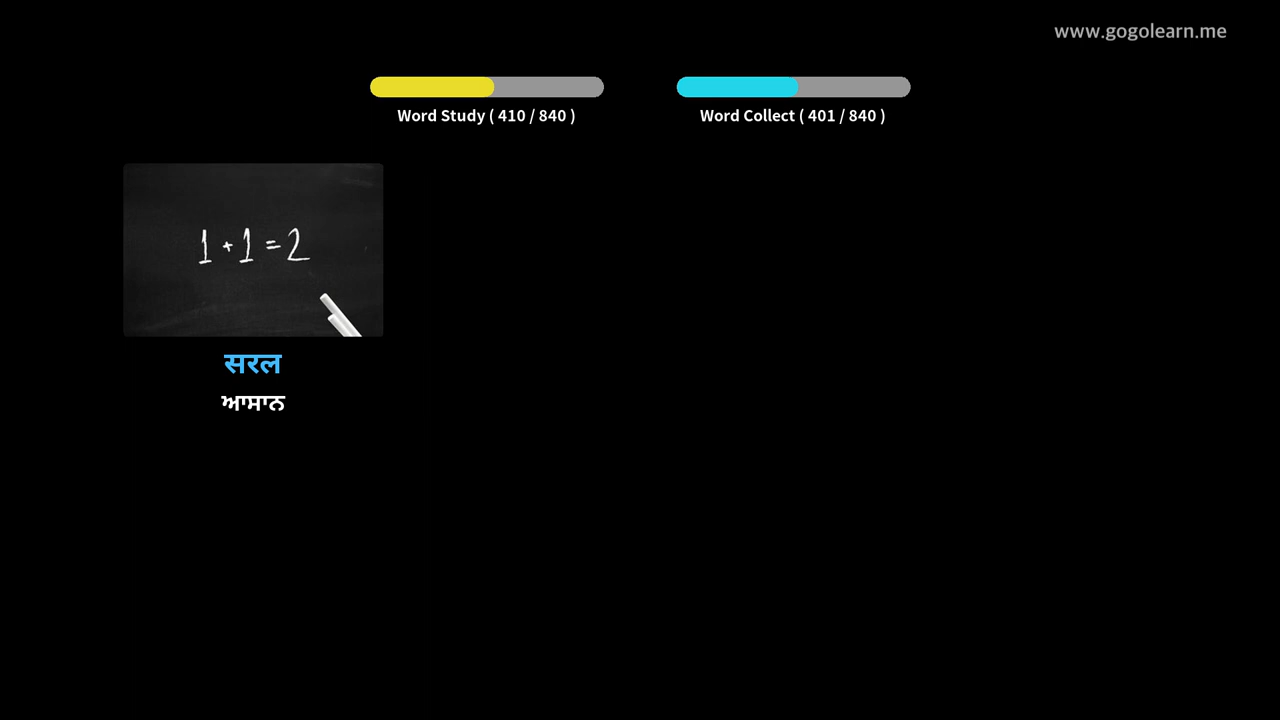 www.gogolearn.me
Word Study ( 410 / 840 )
Word Collect ( 401 / 840 )
1 + 1 = 2
सरल
ਆਸਾਨ